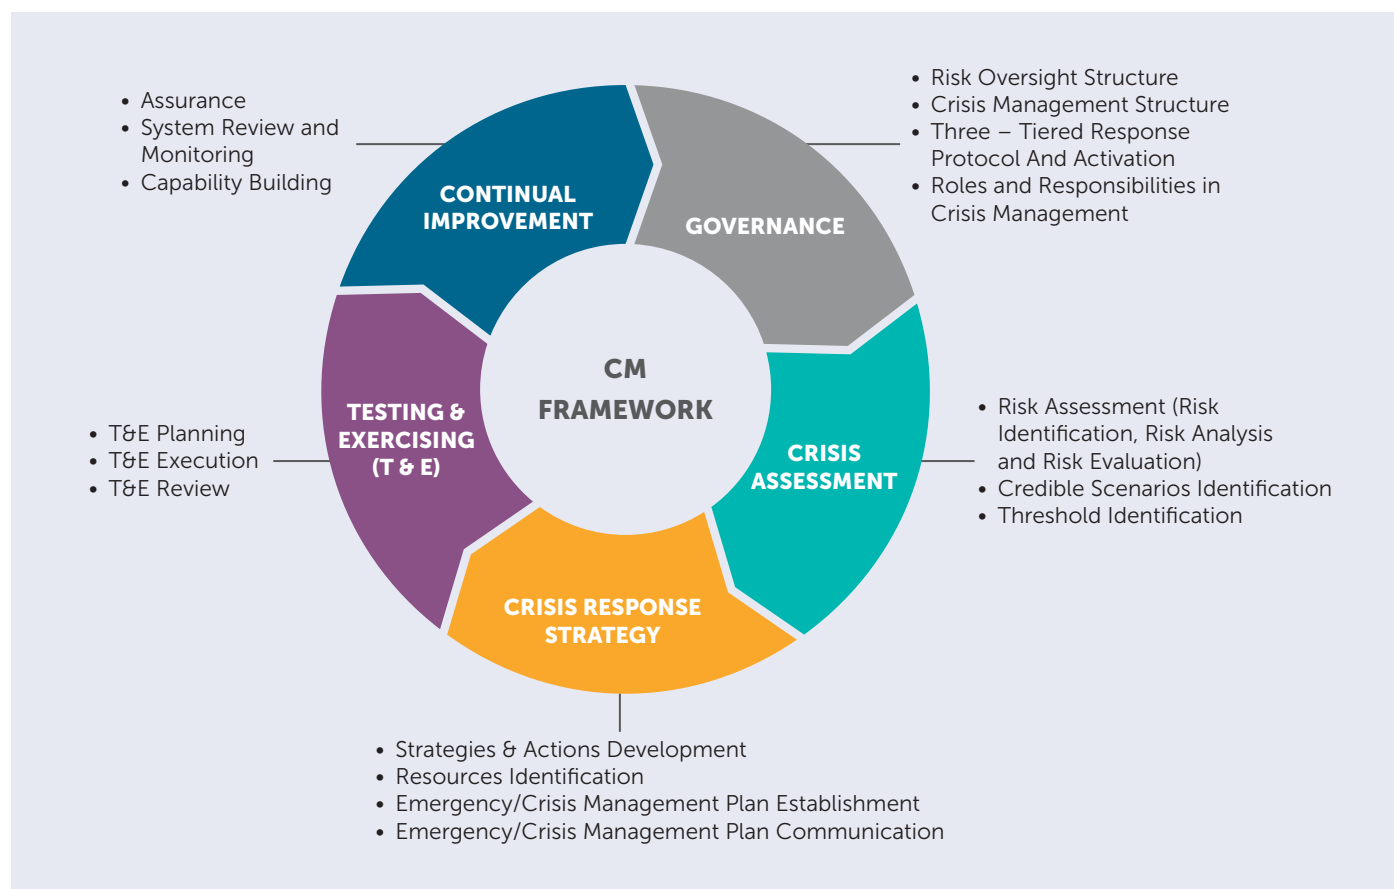 • Assurance
• System Review and
Monitoring
• Capability Building
CONTINUAL
IMPROVEMENT
• Risk Oversight Structure
• Crisis Management Structure
• Three – Tiered Response
Protocol And Activation
• Roles and Responsibilities in
Crisis Management
GOVERNANCE
CM
FRAMEWORK
• T&E Planning
• T&E Execution
• T&E Review
TESTING &
EXERCISING
(T & E)
CRISIS
ASSESSMENT
• Risk Assessment (Risk
Identification, Risk Analysis
and Risk Evaluation)
• Credible Scenarios Identification
• Threshold Identification
CRISIS RESPONSE
STRATEGY
• Strategies & Actions Development
• Resources Identification
• Emergency/Crisis Management Plan Establishment
• Emergency/Crisis Management Plan Communication